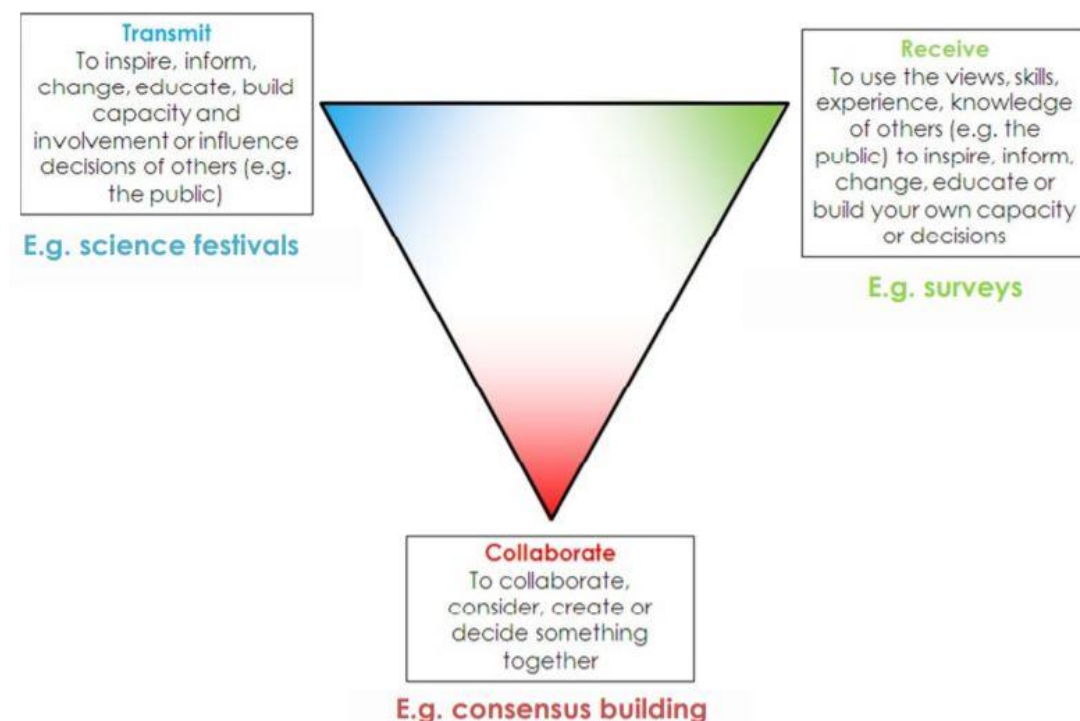 Transmit
To inspire, inform,
change, educate, build
capacity and
involvement or influence
decisions of others (e.g.
the public)
E.g. science festivals
Receive
To use the views, skills,
experience, knowledge
of others (e.g. the
public) to inspire, inform,
change, educate or
build your own capacity
or decisions
E.g. surveys
Collaborate
To collaborate,
consider, create or
decide something
together
E.g. consensus building